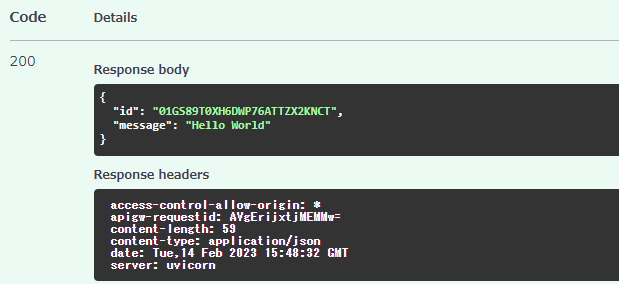 Code Details
200
Response body
{
"id": "01GS89T0XH6DWP76ATTZX2KNCT",
"message": "Hello World"
}
Response headers
access-control-allow-origin: *
apigw-requestid: AVgErijxtjMEMMw=
content-length: 59
content-type: application/json
date: Tue,14 Feb 2023 15:48:32 GMT
server: uvicorn